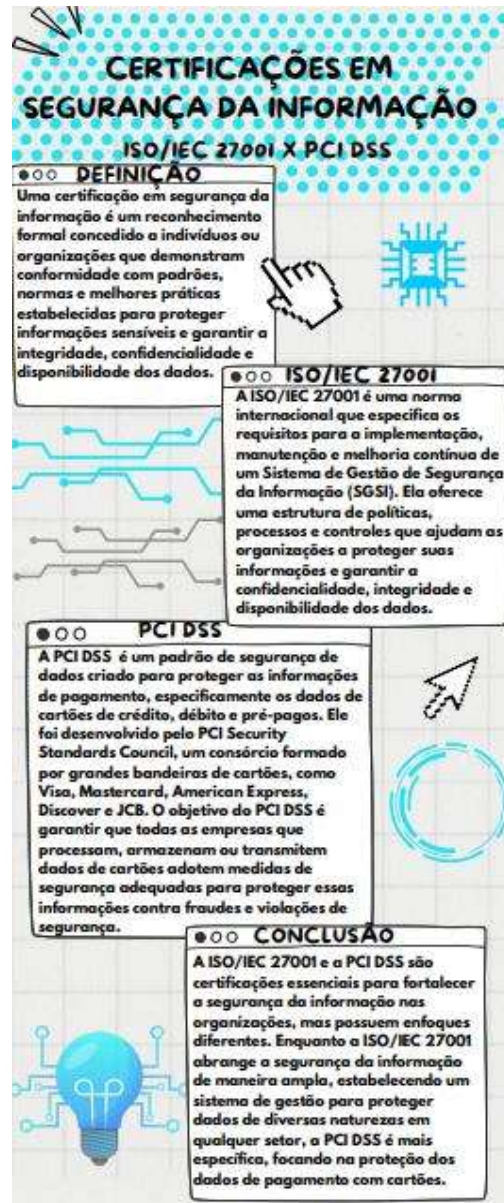 CERTIFICAÇÕES EM
SEGURANÇA DA INFORMAÇÃO
ISO/IEC 27001 X PCI DSS
DEFINIÇÃO
Uma certificação em segurança da
informação é um reconhecimento
formal concedido a indivíduos ou
organizações que demonstram
conformidade com padrões,
normas e melhores práticas
estabelecidas para proteger
informações sensíveis e garantir a
integridade, confidencialidade e
disponibilidade dos dados.
ISO/IEC 27001
A ISO/IEC 27001 é uma norma
internacional que especifica os
requisitos para a implementação,
manutenção e melhoria contínua de
um Sistema de Gestão de Segurança
da Informação (SGSI). Ela oferece
uma estrutura de políticas,
processos e controles que ajudam as
organizações a proteger suas
informações e garantir a
confidencialidade, integridade e
disponibilidade dos dados.
PCI DSS
A PCI DSS é um padrão de segurança de
dados criado para proteger as informações
de pagamento, especificamente os dados de
cartões de crédito, débito e pré-pagos. Ele
foi desenvolvido pelo PCI Security
Standards Council, um consórcio formado
por grandes bandeiras de cartões, como
Visa, Mastercard, American Express,
Discover e JCB. O objetivo do PCI DSS é
garantir que todas as empresas que
processam, armazenam ou transmitem
dados de cartões adotem medidas de
segurança adequadas para proteger essas
informações contra fraudes e violações de
segurança.
CONCLUSÃO
A ISO/IEC 27001 e a PCI DSS são
certificações essenciais para fortalecer
a segurança da informação nas
organizações, mas possuem enfoques
diferentes. Enquanto a ISO/IEC 27001
abrange a segurança da informação
de maneira ampla, estabelecendo um
sistema de gestão para proteger
dados de diversas naturezas em
qualquer setor, a PCI DSS é mais
específica, focando na proteção dos
dados de pagamento com cartões.